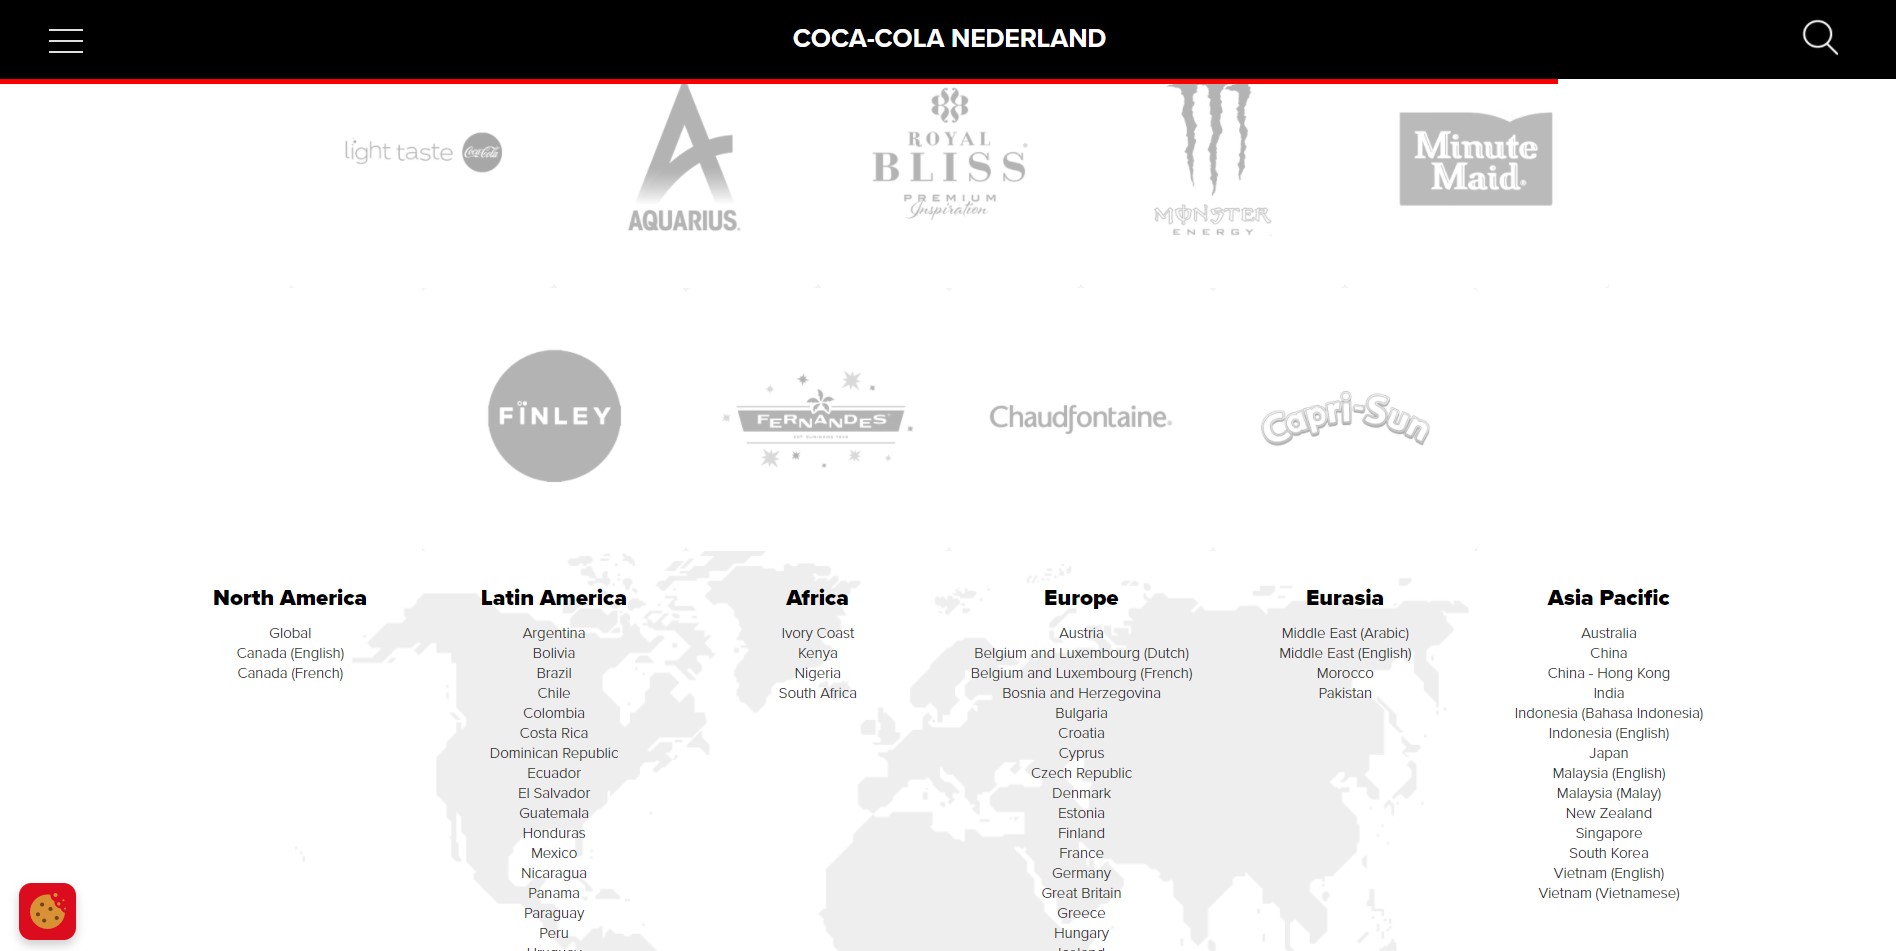 COCA-COLA NEDERLAND
light taste Coca-Cola
AQUARIUS.
ROYAL
BLISS
PREMIUM
Inspiration
MONSTER
ENERGY
Minute
Maid
FÏNLEY
FERNANDES
Chaudfontaine
Capri-Sun
North America
Global
Canada (English)
Canada (French)
Latin America
Argentina
Bolivia
Brazil
Chile
Colombia
Costa Rica
Dominican Republic
Ecuador
El Salvador
Guatemala
Honduras
Mexico
Nicaragua
Panama
Paraguay
Peru
Africa
Ivory Coast
Kenya
Nigeria
South Africa
Europe
Austria
Belgium and Luxembourg (Dutch)
Belgium and Luxembourg (French)
Bosnia and Herzegovina
Bulgaria
Croatia
Cyprus
Czech Republic
Denmark
Estonia
Finland
France
Germany
Great Britain
Greece
Hungary
Eurasia
Middle East (Arabic)
Middle East (English)
Morocco
Pakistan
Asia Pacific
Australia
China
China - Hong Kong
India
Indonesia (Bahasa Indonesia)
Indonesia (English)
Japan
Malaysia (English)
Malaysia (Malay)
New Zealand
Singapore
South Korea
Vietnam (English)
Vietnam (Vietnamese)